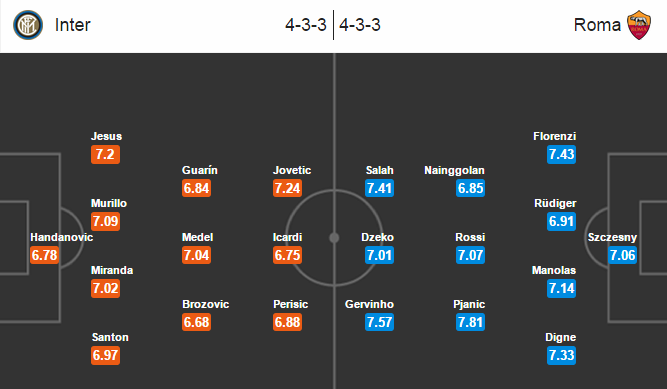 Inter 4-3-3 4-3-3 Roma
Jesus
7.2
Murillo
7.09
Handanovic
6.78
Miranda
7.02
Santon
6.97
Guarín
6.84
Medel
7.04
Brozovic
6.68
Jovetic
7.24
Icardi
6.75
Perisic
6.88
Salah
7.41
Dzeko
7.01
Gervinho
7.57
Nainggolan
6.85
Rossi
7.07
Pjanic
7.81
Florenzi
7.43
Rüdiger
6.91
Szczesny
7.06
Manolas
7.14
Digne
7.33